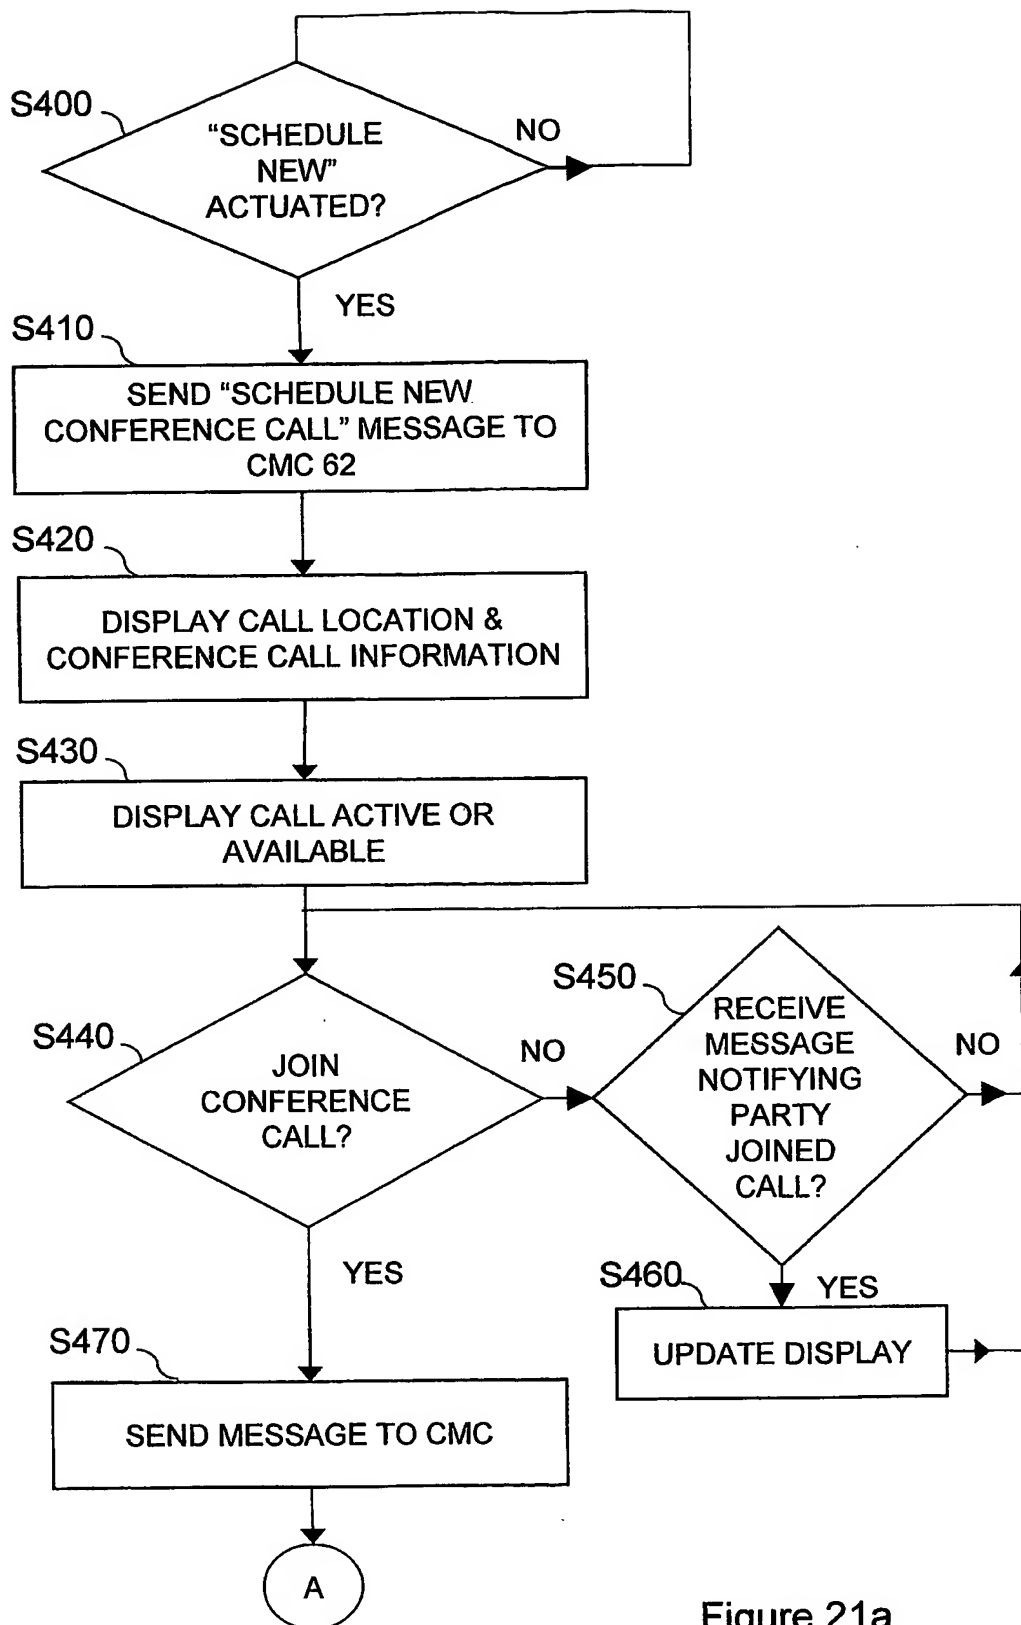 S400
“SCHEDULE
NEW”
ACTUATED?
NO
YES
S410
SEND “SCHEDULE NEW
CONFERENCE CALL” MESSAGE TO
CMC 62
S420
DISPLAY CALL LOCATION &
CONFERENCE CALL INFORMATION
S430
DISPLAY CALL ACTIVE OR
AVAILABLE
S440
JOIN
CONFERENCE
CALL?
NO
S450
RECEIVE
MESSAGE
NOTIFYING
PARTY
JOINED
CALL?
NO
YES
S460
YES
UPDATE DISPLAY
S470
SEND MESSAGE TO CMC
A
Figure 21a